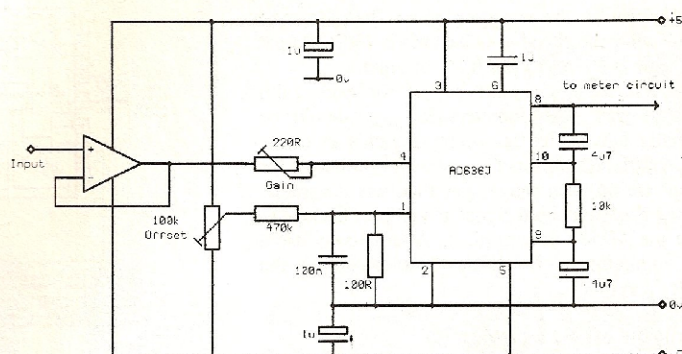 +5
1u
1u
0v
3
6
8
to meter circuit
Input
+
-
220R
Gain
4
AD636J
10
4u7
100k
Offset
470k
1
10k
9
120n
100R
2
5
4u7
0v
1u